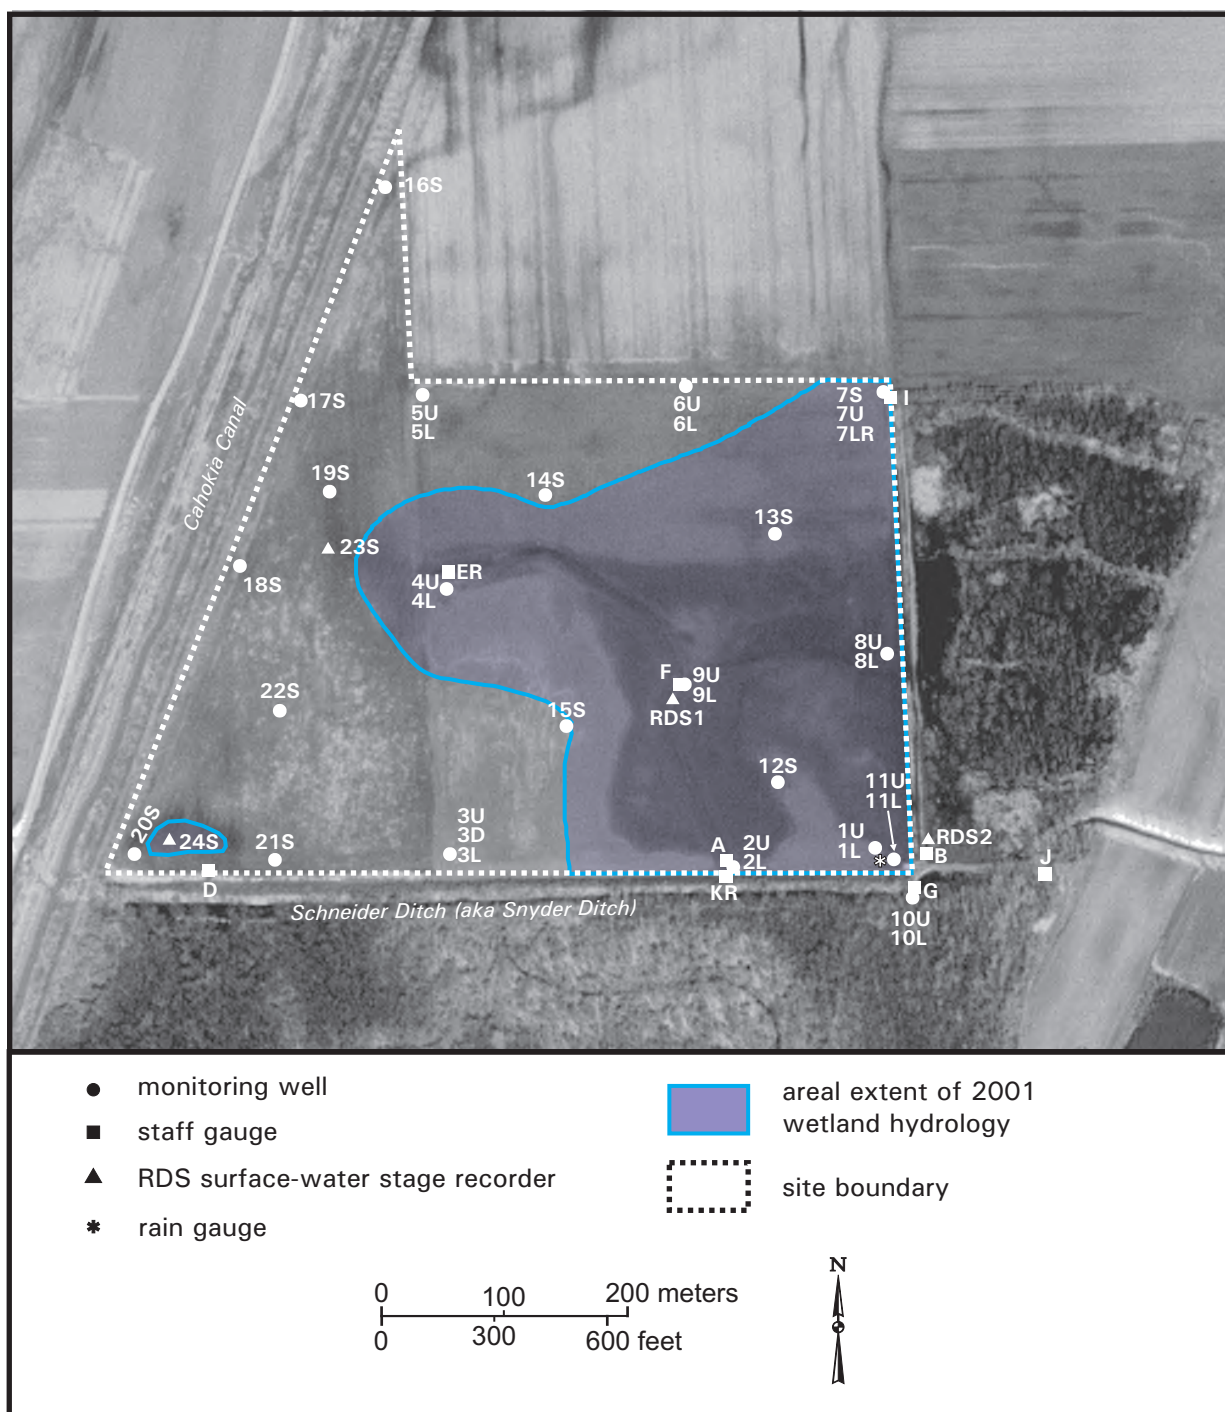 16S
Cahokia Canal
17S
5U
5L
6U
6L
7S
7U
7LR
I
19S
14S
13S
23S
18S
ER
4U
4L
8U
8L
F
9U
9L
RDS1
22S
15S
12S
11U
11L
20S
24S
21S
3U
3D
3L
A
2U
2L
KR
1U
1L
*
RDS2
B
J
D
G
10U
10L
Schneider Ditch (aka Snyder Ditch)
monitoring well
staff gauge
RDS surface-water stage recorder
* rain gauge
areal extent of 2001
wetland hydrology
site boundary
0 100 200 meters
0 300 600 feet
N